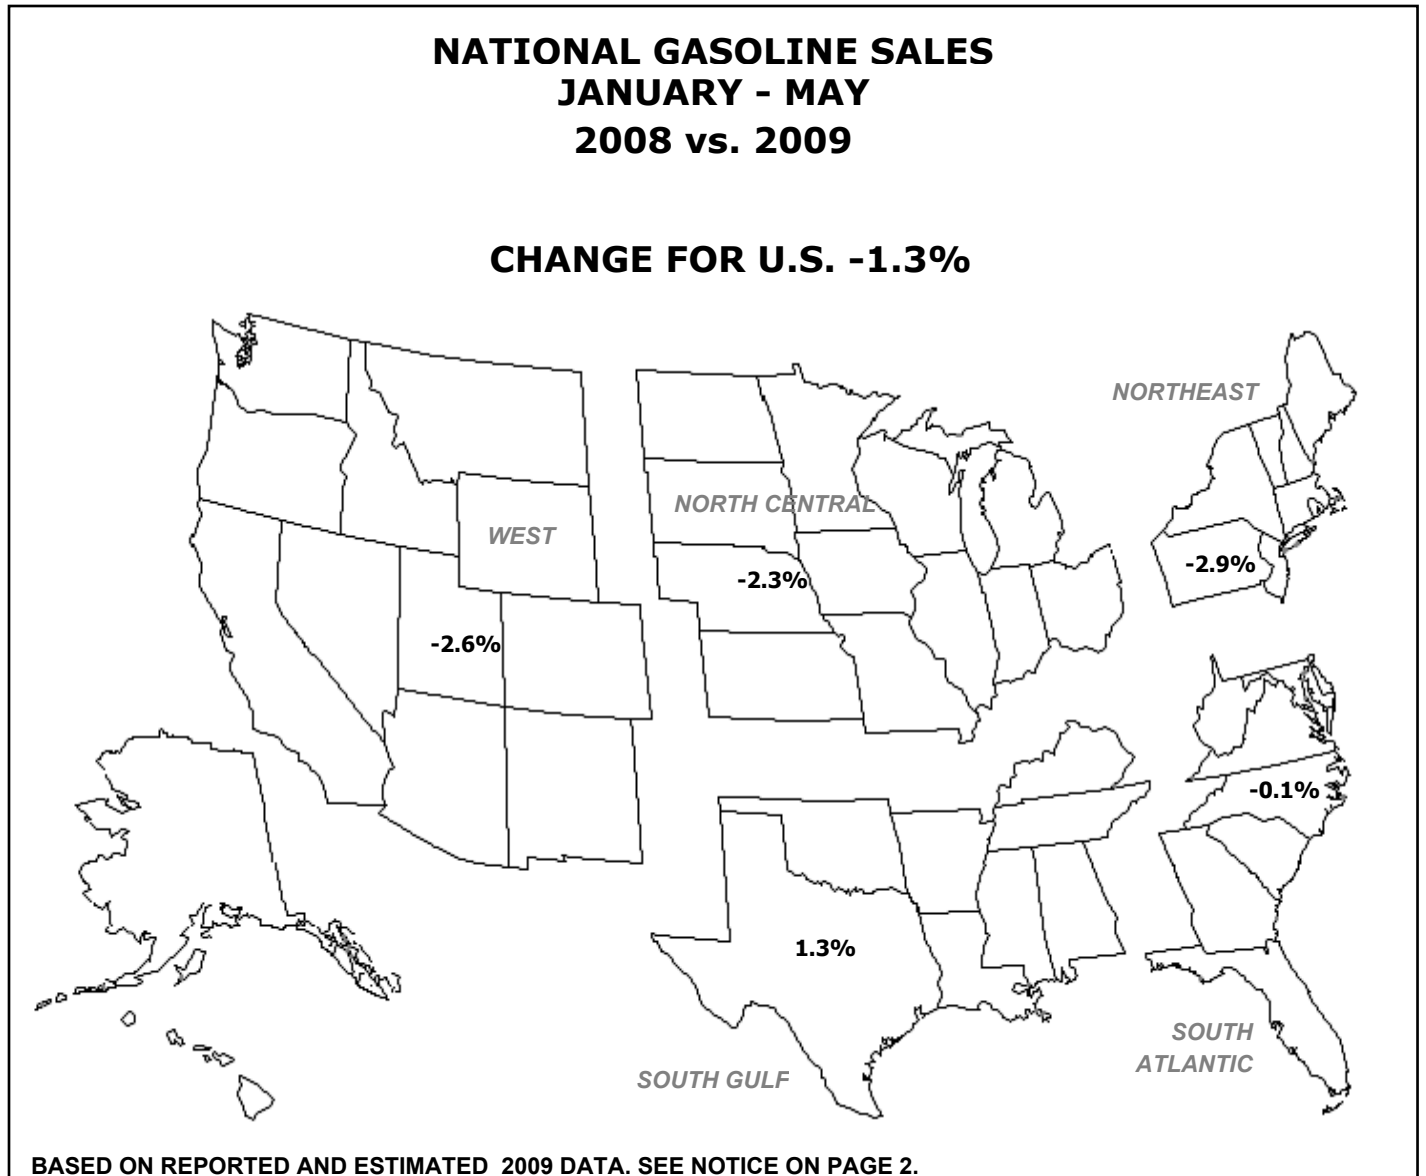 NATIONAL GASOLINE SALES
JANUARY - MAY
2008 vs. 2009
CHANGE FOR U.S. -1.3%
NORTHEAST
NORTH CENTRAL
WEST
-2.9%
-2.3%
-2.6%
-0.1%
1.3%
SOUTH
ATLANTIC
SOUTH GULF
BASED ON REPORTED AND ESTIMATED  2009 DATA. SEE NOTICE ON PAGE 2.